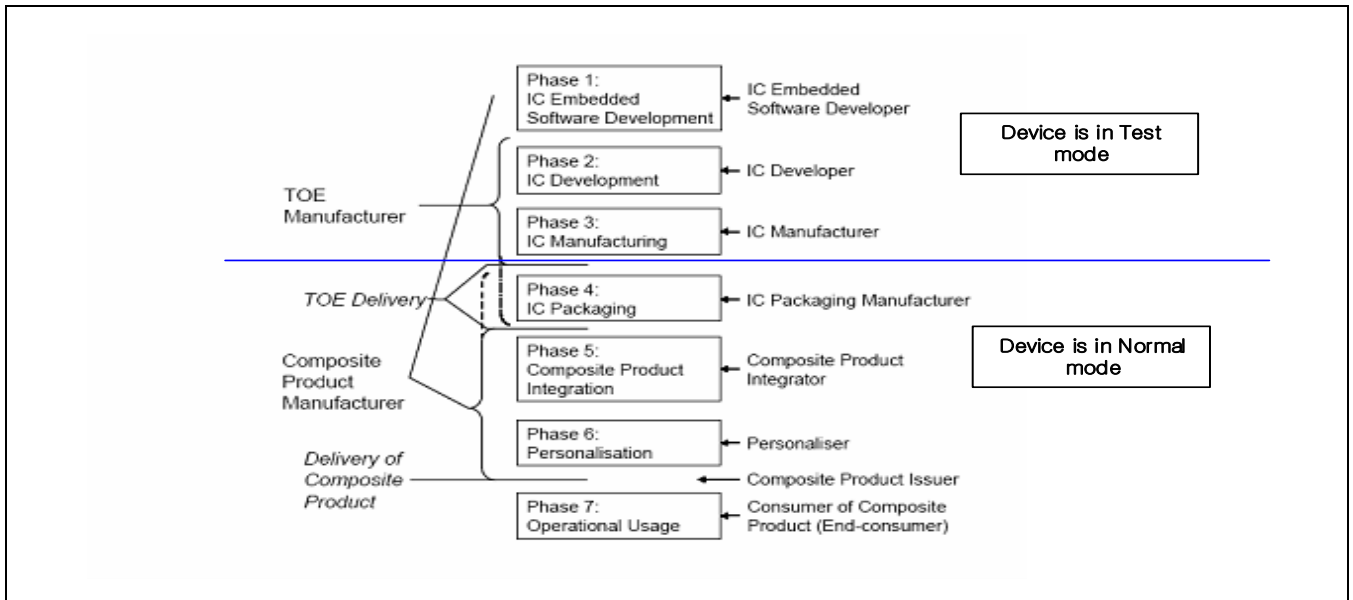 Phase 1:
IC Embedded
Software Development
IC Embedded
Software Developer
Device is in Test
mode
Phase 2:
IC Development
IC Developer
TOE
Manufacturer
Phase 3:
IC Manufacturing
IC Manufacturer
TOE Delivery
Phase 4:
IC Packaging
IC Packaging Manufacturer
Device is in Normal
mode
Composite
Product
Manufacturer
Phase 5:
Composite Product
Integration
Composite Product
Integrator
Phase 6:
Personalisation
Personaliser
Delivery of
Composite
Product
Composite Product Issuer
Phase 7:
Operational Usage
Consumer of Composite
Product (End-consumer)